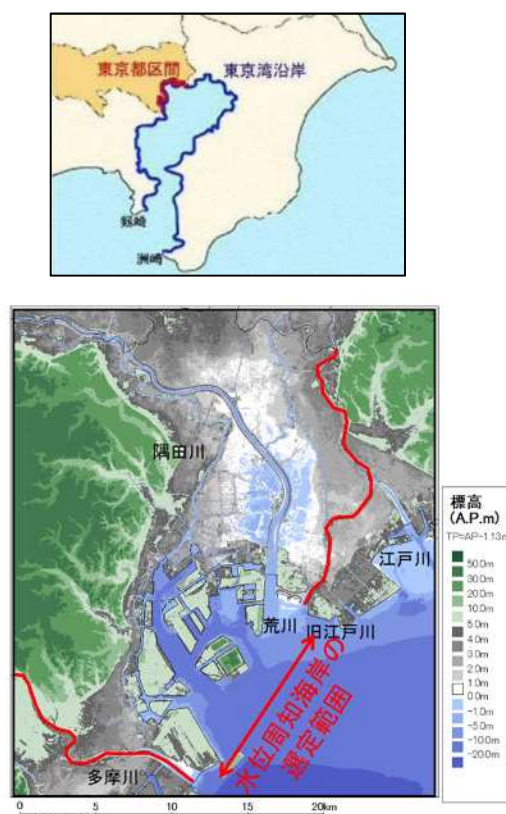 東京都区間
東京湾沿岸
剱崎
洲崎
隅田川
江戸川
荒川
旧江戸川
多摩川
水位周知海岸の
選定範囲
標高
(A.P.m)
TP=AP-1.13m
50.0m
30.0m
20.0m
10.0m
5.0m
4.0m
3.0m
2.0m
1.0m
0.0m
-1.0m
-5.0m
-10.0m
-20.0m
0 5 10 15 20km